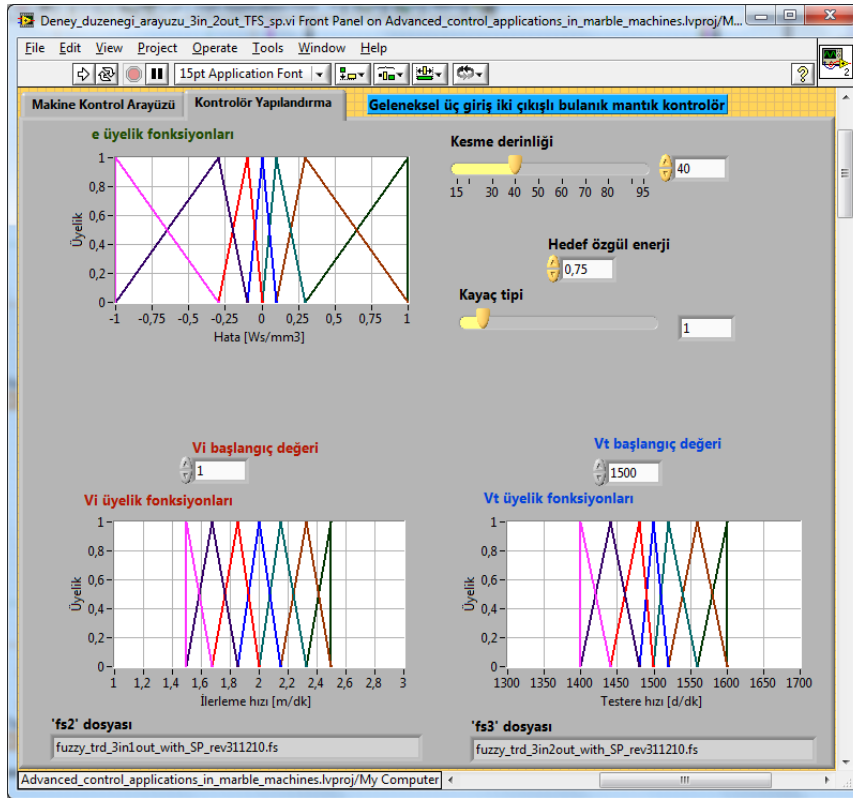 Deney_duzenegi_arayuzu_3in_2out_TFS_sp.vi Front Panel on Advanced_control_applications_in_marble_machines.lvproj/M...
File Edit View Project Operate Tools Window Help
15pt Application Font
2
Makine Kontrol Arayüzü Kontrolör Yapılandırma Geleneksel üç giriş iki çıkışlı bulanık mantık kontrolör
e üyelik fonksiyonları
Üyelik
1
0,8
0,6
0,4
0,2
0
-1 -0,75 -0,5 -0,25 0 0,25 0,5 0,75 1
Hata [Ws/mm3]
Kesme derinliği
40
15 30 40 50 60 70 80 95
Hedef özgül enerji
0,75
Kayaç tipi
1
Vi başlangıç değeri
1
Vi üyelik fonksiyonları
Üyelik
1
0,8
0,6
0,4
0,2
0
1 1,2 1,4 1,6 1,8 2 2,2 2,4 2,6 2,8 3
İlerleme hızı [m/dk]
'fs2' dosyası
fuzzy_trd_3in1out_with_SP_rev311210.fs
Vt başlangıç değeri
1500
Vt üyelik fonksiyonları
Üyelik
1
0,8
0,6
0,4
0,2
0
1300 1350 1400 1450 1500 1550 1600 1650 1700
Testere hızı [d/dk]
'fs3' dosyası
fuzzy_trd_3in2out_with_SP_rev311210.fs
Advanced_control_applications_in_marble_machines.lvproj/My Computer